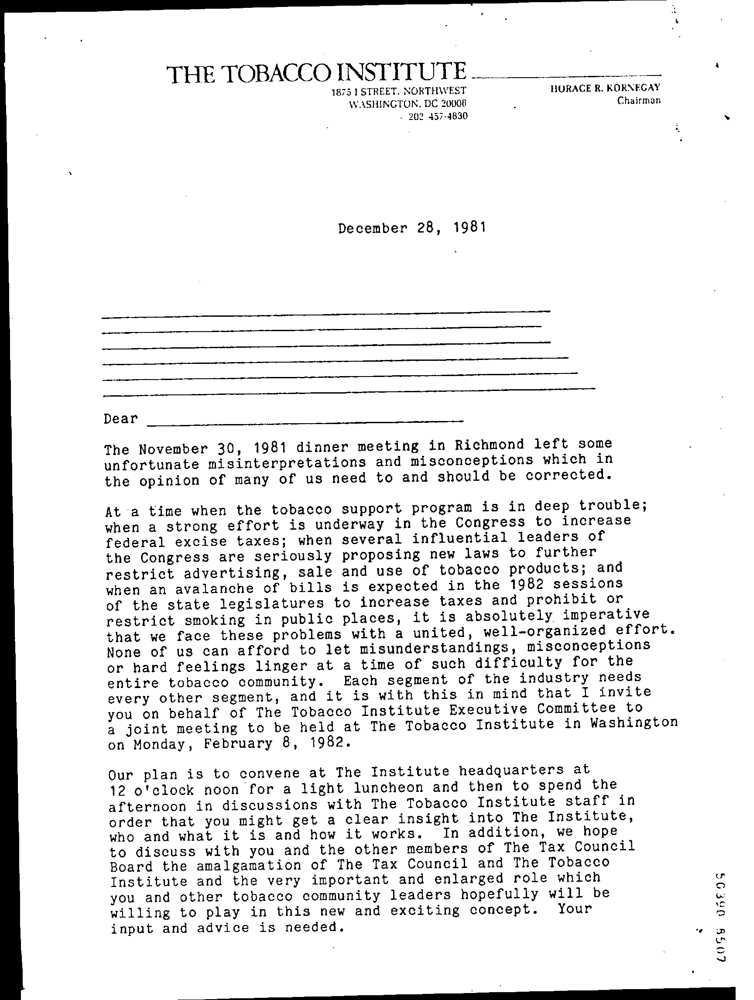 THE TOBACCO INSTITUTE
1875 I STREET, NORTHWEST
WASHINGTON, DC 20006
202 457-4830
HORACE R. KORNEGAY
Chairman
December 28, 1981
Dear
The November 30, 1981 dinner meeting in Richmond left some
unfortunate misinterpretations and misconceptions which in
the opinion of many of us need to and should be corrected.
At a time when the tobacco support program is in deep trouble;
when a strong effort is underway in the Congress to increase
federal excise taxes; when several influential leaders of
the Congress are seriously proposing new laws to further
restrict advertising, sale and use of tobacco products; and
when an avalanche of bills is expected in the 1982 sessions
of the state legislatures to increase taxes and prohibit or
restrict smoking in public places, it is absolutely imperative
that we face these problems with a united, well-organized effort.
None of us can afford to let misunderstandings, misconceptions
or hard feelings linger at a time of such difficulty for the
entire tobacco community. Each segment of the industry needs
every other segment, and it is with this in mind that I invite
you on behalf of The Tobacco Institute Executive Committee to
a joint meeting to be held at The Tobacco Institute in Washington
on Monday, February 8, 1982.
Our plan is to convene at The Institute headquarters at
12 o'clock noon for a light luncheon and then to spend the
afternoon in discussions with The Tobacco Institute staff in
order that you might get a clear insight into The Institute,
who and what it is and how it works. In addition, we hope
to discuss with you and the other members of The Tax Council
Board the amalgamation of The Tax Council and The Tobacco
Institute and the very important and enlarged role which
you and other tobacco community leaders hopefully will be
willing to play in this new and exciting concept. Your
input and advice is needed.
50390 8507